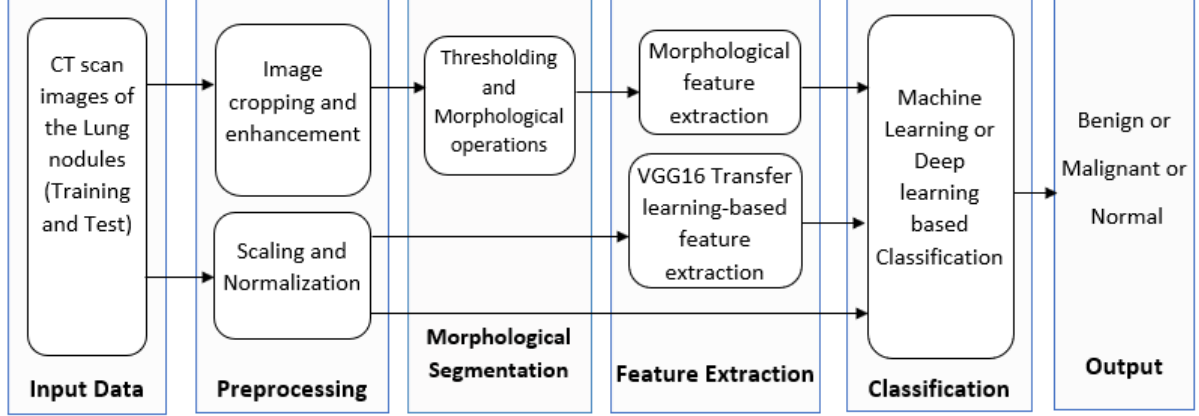 CT scan
images of
the Lung
nodules
(Training
and Test)
Input Data
Image
cropping and
enhancement
Scaling and
Normalization
Preprocessing
Thresholding
and
Morphological
operations
Morphological
Segmentation
Morphological
feature
extraction
VGG16 Transfer
learning-based
feature
extraction
Feature Extraction
Machine
Learning or
Deep
learning
based
Classification
Classification
Benign or
Malignant or
Normal
Output